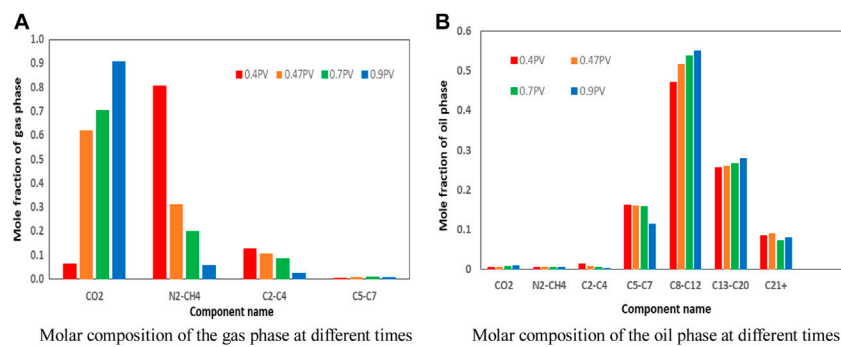 A
Mole fraction of gas phase
1.0
0.9
0.8
0.7
0.6
0.5
0.4
0.3
0.2
0.1
0.0
0.4PV 0.47PV 0.7PV 0.9PV
CO2 N2-CH4 C2-C4 C5-C7
Component name
Molar composition of the gas phase at different times
B
Mole fraction of oil phase
0.6
0.5
0.4
0.3
0.2
0.1
0
0.4PV 0.47PV
0.7PV 0.9PV
CO2 N2-CH4 C2-C4 C5-C7 C8-C12 C13-C20 C21+
Component name
Molar composition of the oil phase at different times